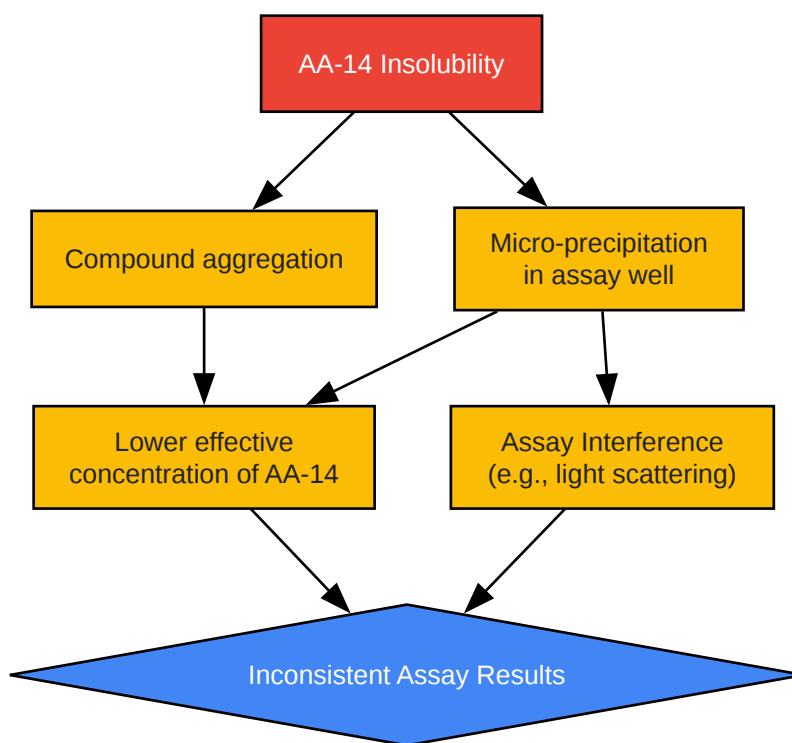 AA-14 Insolubility
Compound aggregation
Micro-precipitation
in assay well
Lower effective
concentration of AA-14
Assay Interference
(e.g., light scattering)
Inconsistent Assay Results